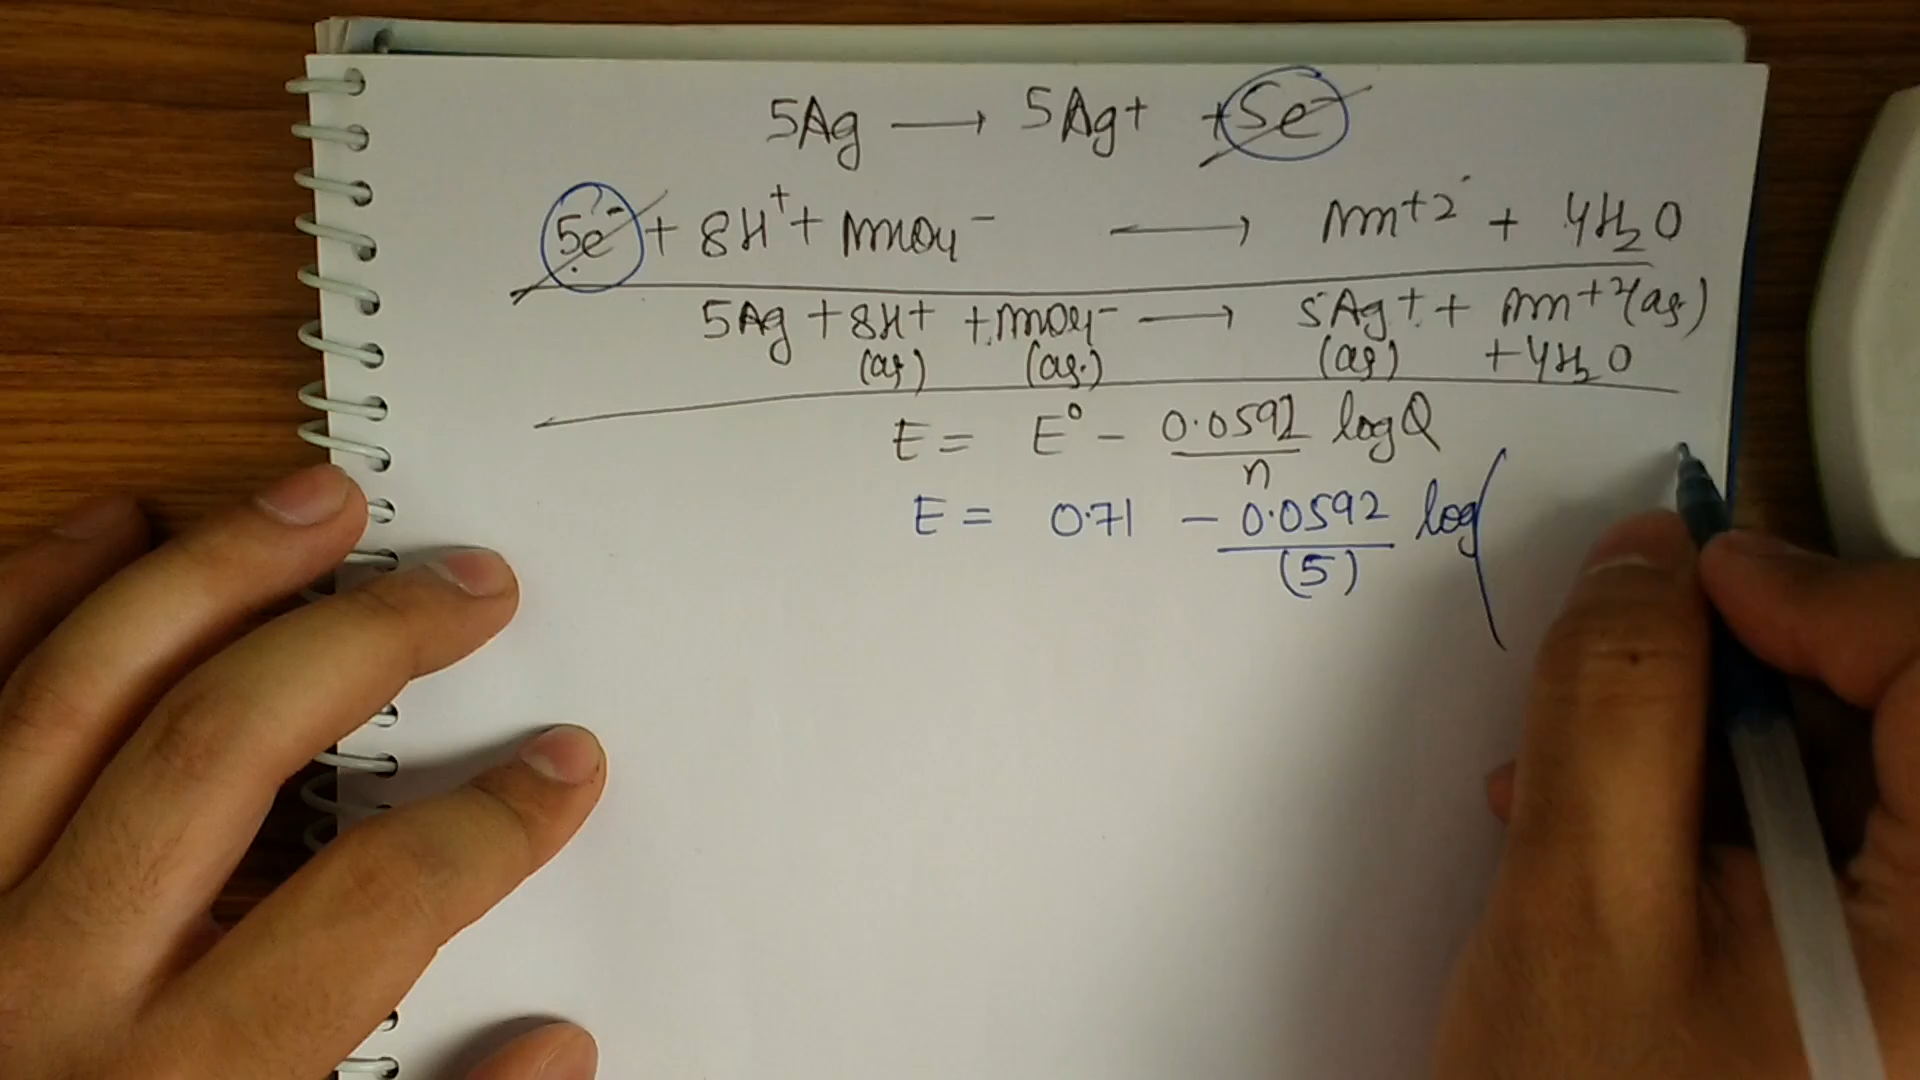 5Ag → 5Ag+ +5e-
5e- + 8H+ + MnO4- → Mn+2 + 4H2O
5Ag + 8H+ + MnO4- → 5Ag+ + Mn+2(aq)
(aq) (aq.) (aq) +4H2O
E = E° - 0.0592/n log Q
E = 0.71 - 0.0592/(5) log(